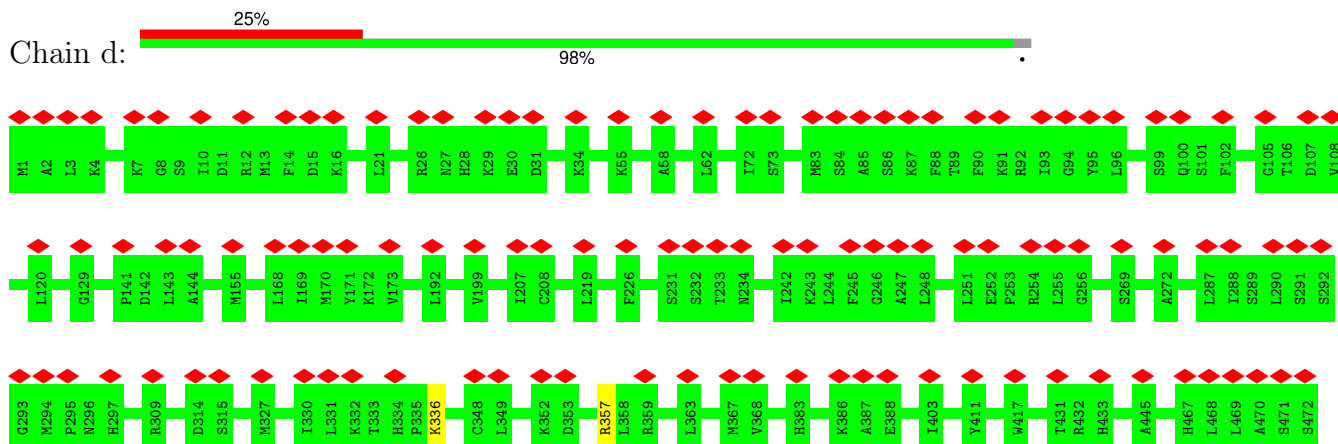 25%
Chain d:
98%
.
M1 A2 L3 K4 K7 G8 S9 I10 D11 R12 M13 F14 D15 K16 L21 R26 N27 H28 K29 E30 D31 K34 K55 A58 L62 I72 S73 M83 S84 A85 S86 K87 F88 T89 F90 K91 R92 I93 G94 Y95 L96 S99 Q100 S101 F102 G105 T106 D107 V108
L120 G129 P141 D142 L143 A144 M155 L168 I169 M170 Y171 K172 V173 L192 V199 I207 C208 L219 F226 S231 S232 T233 N234 I242 K243 L244 F245 G246 A247 L248 L251 E252 P253 R254 L255 G256 S269 A272 L287 I288 S289 L290 S291 S292
G293 M294 P295 N296 H297 R309 D314 S315 M327 I330 L331 K332 T333 H334 P335 K336 C348 L349 K352 D353 R357 L358 R359 L363 M367 V368 H383 K386 A387 E388 I403 Y411 W417 T431 R432 H433 A445 H467 L468 L469 A470 S471 S472